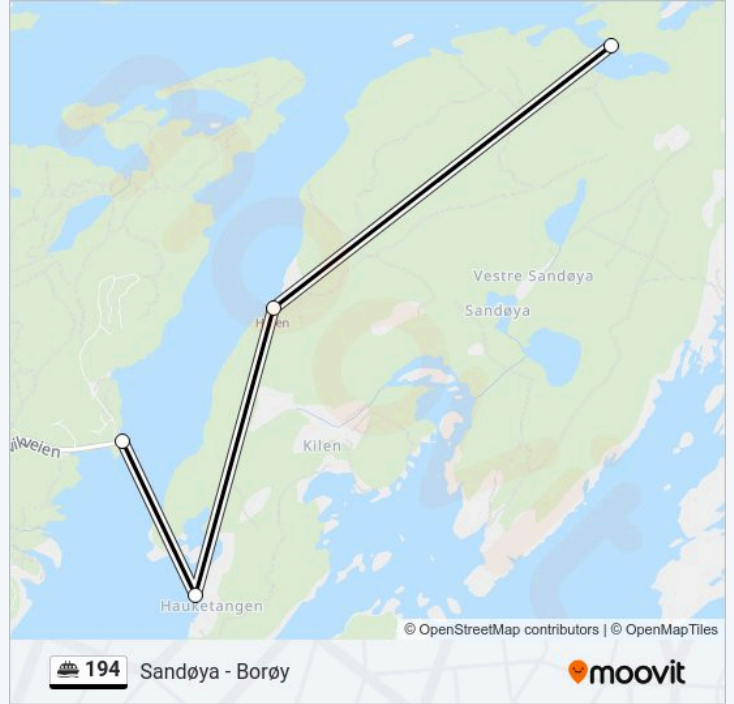 Vestre Sandøya
Sandøya
Kilen
Hauketangen
© OpenStreetMap contributors | © OpenMapTiles
194 Sandøya - Borøy
moovit